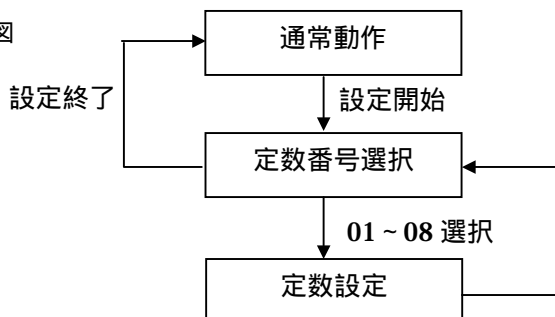 図
通常動作
設定終了
設定開始
定数番号選択
01 ~ 08 選択
定数設定